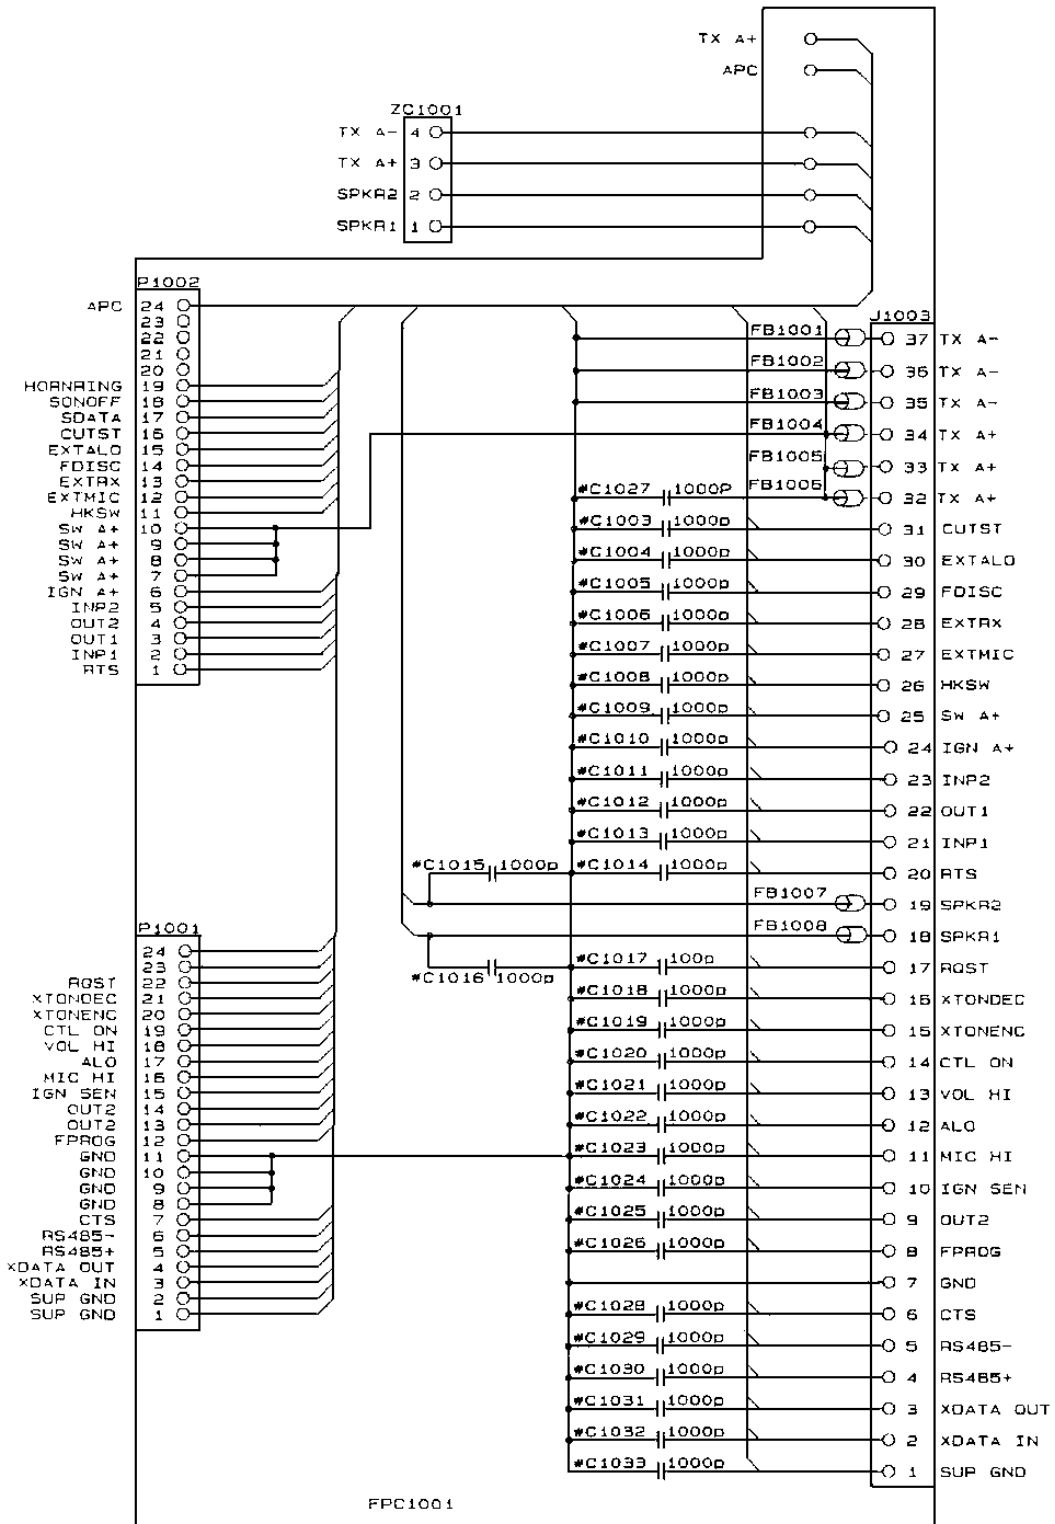 TX A+
APC
ZC1001
TX A- 4
TX A+ 3
SPKR2 2
SPKR1 1
P1002
APC 24
23
22
21
20
HORNRING 19
SONOFF 18
SDATA 17
CUTST 16
EXTALO 15
FDISC 14
EXTRX 13
EXTMIC 12
HKSW 11
SW A+ 10
SW A+ 9
SW A+ 8
SW A+ 7
IGN A+ 6
INP2 5
OUT2 4
OUT1 3
INP1 2
RTS 1
J1003
FB1001 37 TX A-
FB1002 36 TX A-
FB1003 35 TX A-
FB1004 34 TX A+
FB1005 33 TX A+
#C1027 1000P FB1006 32 TX A+
#C1003 1000p 31 CUTST
#C1004 1000p 30 EXTALO
#C1005 1000p 29 FDISC
#C1006 1000p 28 EXTRX
#C1007 1000p 27 EXTMIC
#C1008 1000p 26 HKSW
#C1009 1000p 25 SW A+
#C1010 1000p 24 IGN A+
#C1011 1000p 23 INP2
#C1012 1000p 22 OUT1
#C1013 1000p 21 INP1
#C1015 1000p #C1014 1000p 20 RTS
FB1007 19 SPKR2
FB1008 18 SPKR1
#C1016 1000p #C1017 100p 17 RQST
#C1018 1000p 16 XTONDEC
#C1019 1000p 15 XTONENC
#C1020 1000p 14 CTL ON
#C1021 1000p 13 VOL HI
#C1022 1000p 12 ALO
#C1023 1000p 11 MIC HI
#C1024 1000p 10 IGN SEN
#C1025 1000p 9 OUT2
#C1026 1000p 8 FPROG
7 GND
#C1028 1000p 6 CTS
#C1029 1000p 5 RS485-
#C1030 1000p 4 RS485+
#C1031 1000p 3 XDATA OUT
#C1032 1000p 2 XDATA IN
#C1033 1000p 1 SUP GND
P1001
24
23
RQST 22
XTONDEC 21
XTONENC 20
CTL ON 19
VOL HI 18
ALO 17
MIC HI 16
IGN SEN 15
OUT2 14
OUT2 13
FPROG 12
GND 11
GND 10
GND 9
GND 8
CTS 7
RS485- 6
RS485+ 5
XDATA OUT 4
XDATA IN 3
SUP GND 2
SUP GND 1
FPC1001